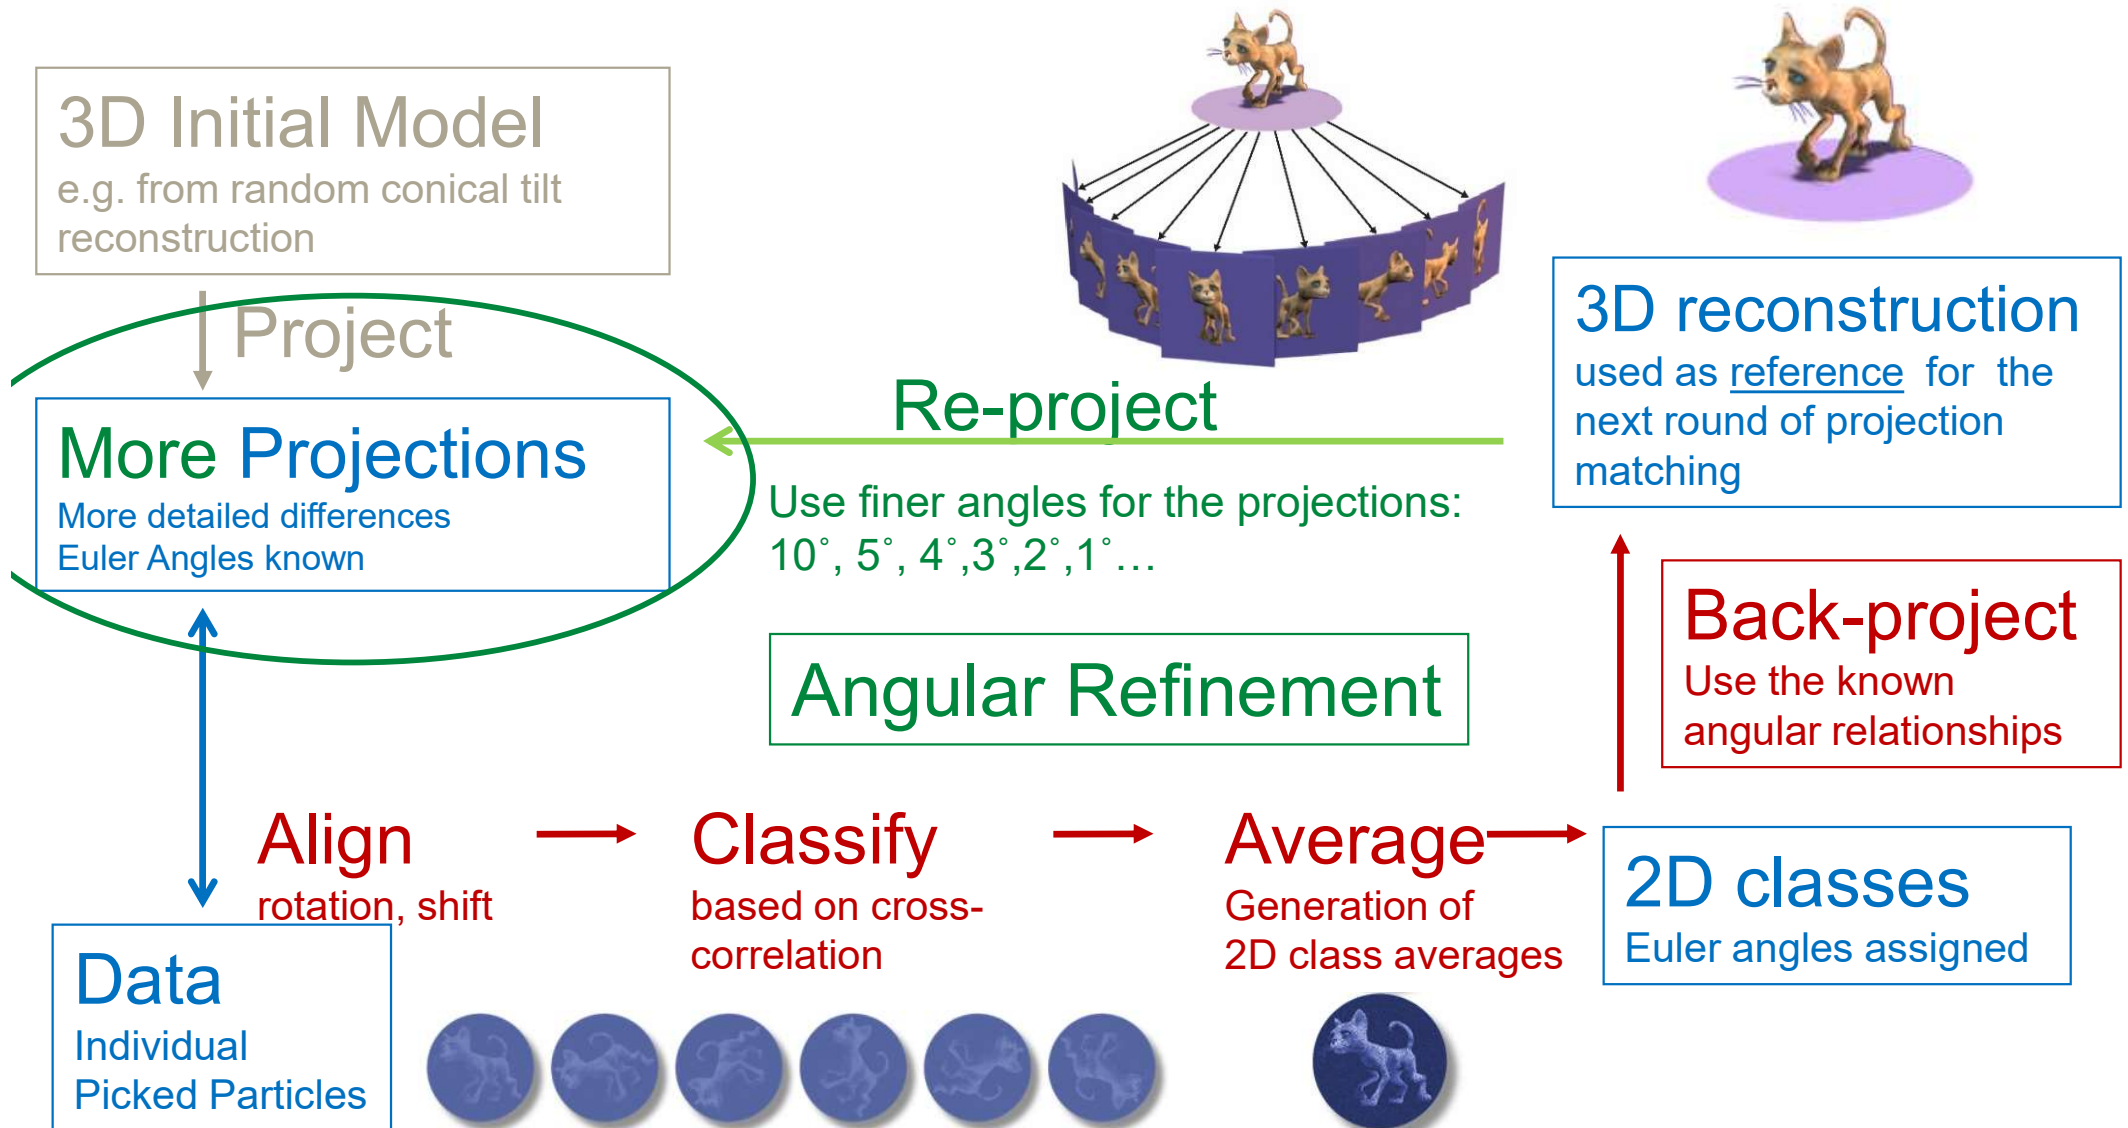 3D Initial Model
e.g. from random conical tilt
reconstruction
Project
More Projections
More detailed differences
Euler Angles known
Re-project
Use finer angles for the projections:
10˚, 5˚, 4˚,3˚,2˚,1˚…
3D reconstruction
used as reference for the
next round of projection
matching
Angular Refinement
Back-project
Use the known
angular relationships
Align
rotation, shift
Classify
based on cross-
correlation
Average
Generation of
2D class averages
2D classes
Euler angles assigned
Data
Individual
Picked Particles